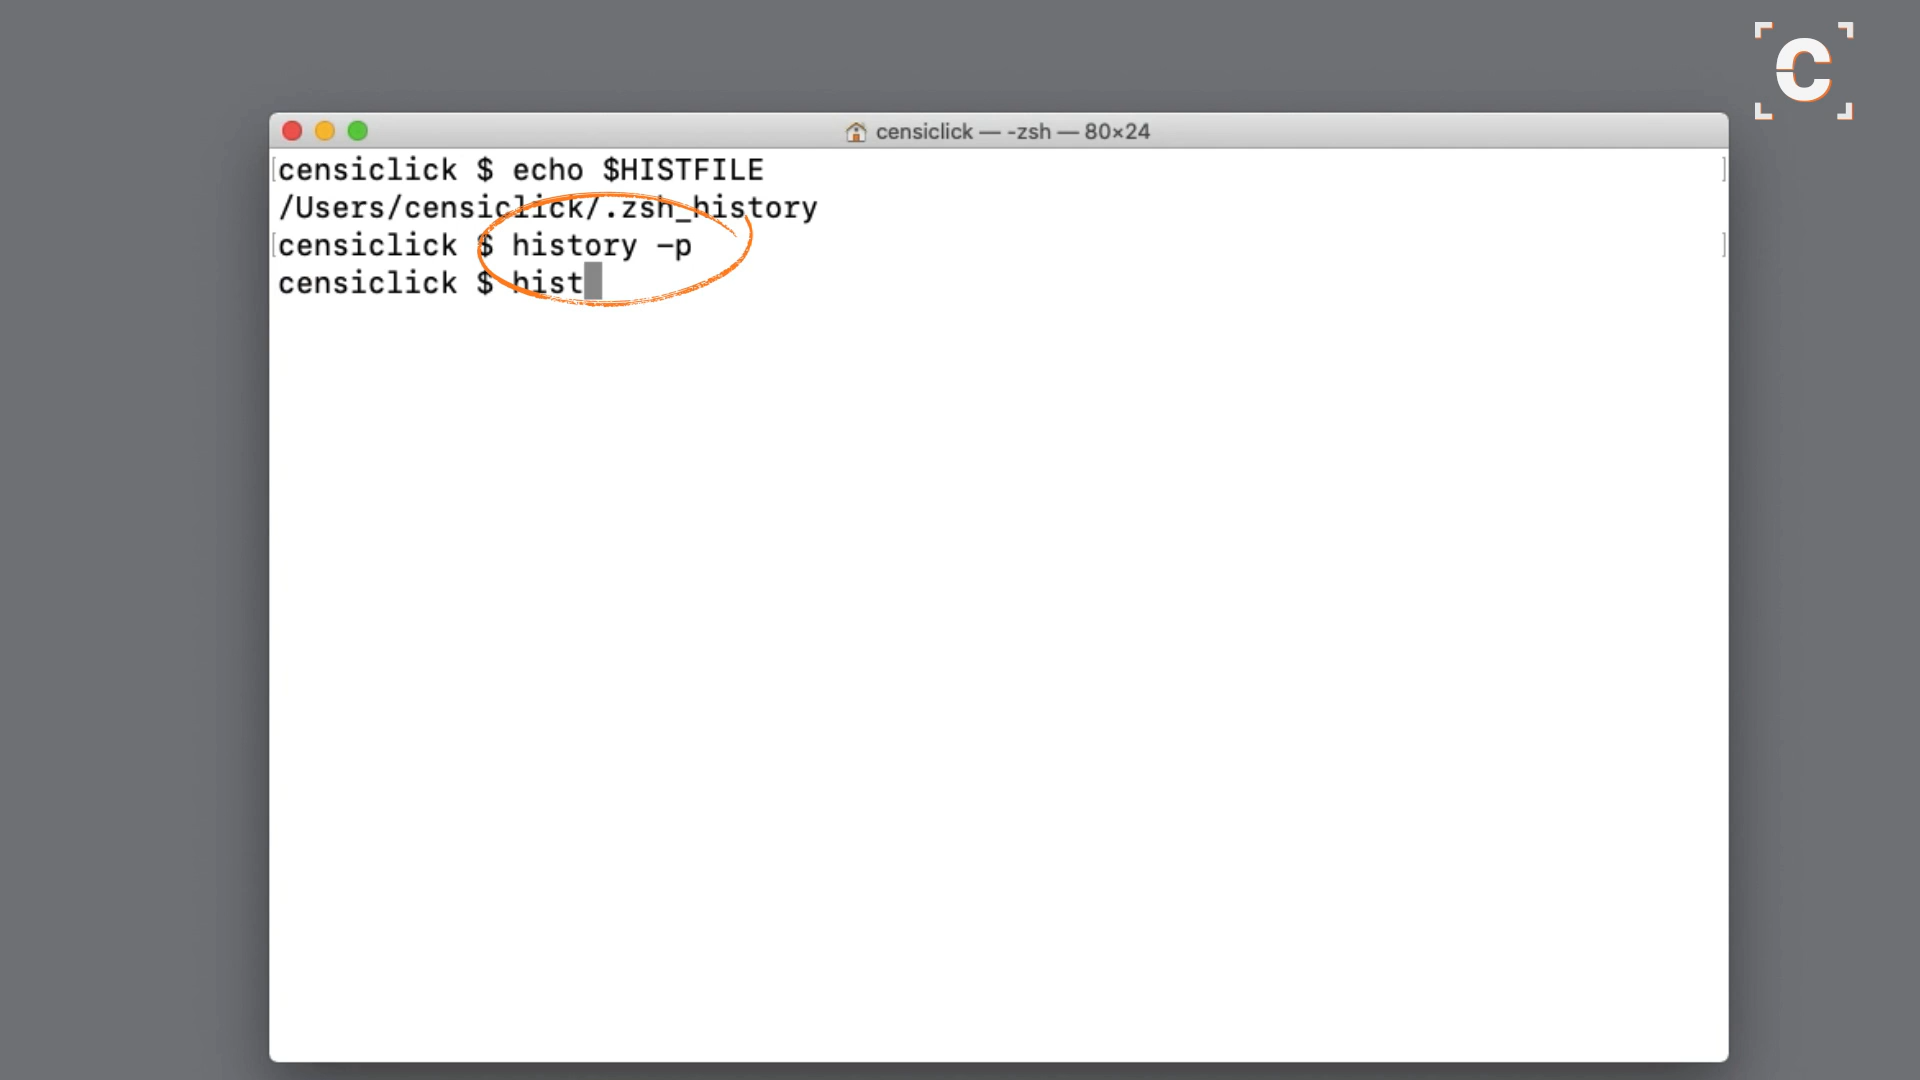 C
censiclick — -zsh — 80×24
censiclick $ echo $HISTFILE
/Users/censiclick/.zsh_history
censiclick $ history -p
censiclick $ hist